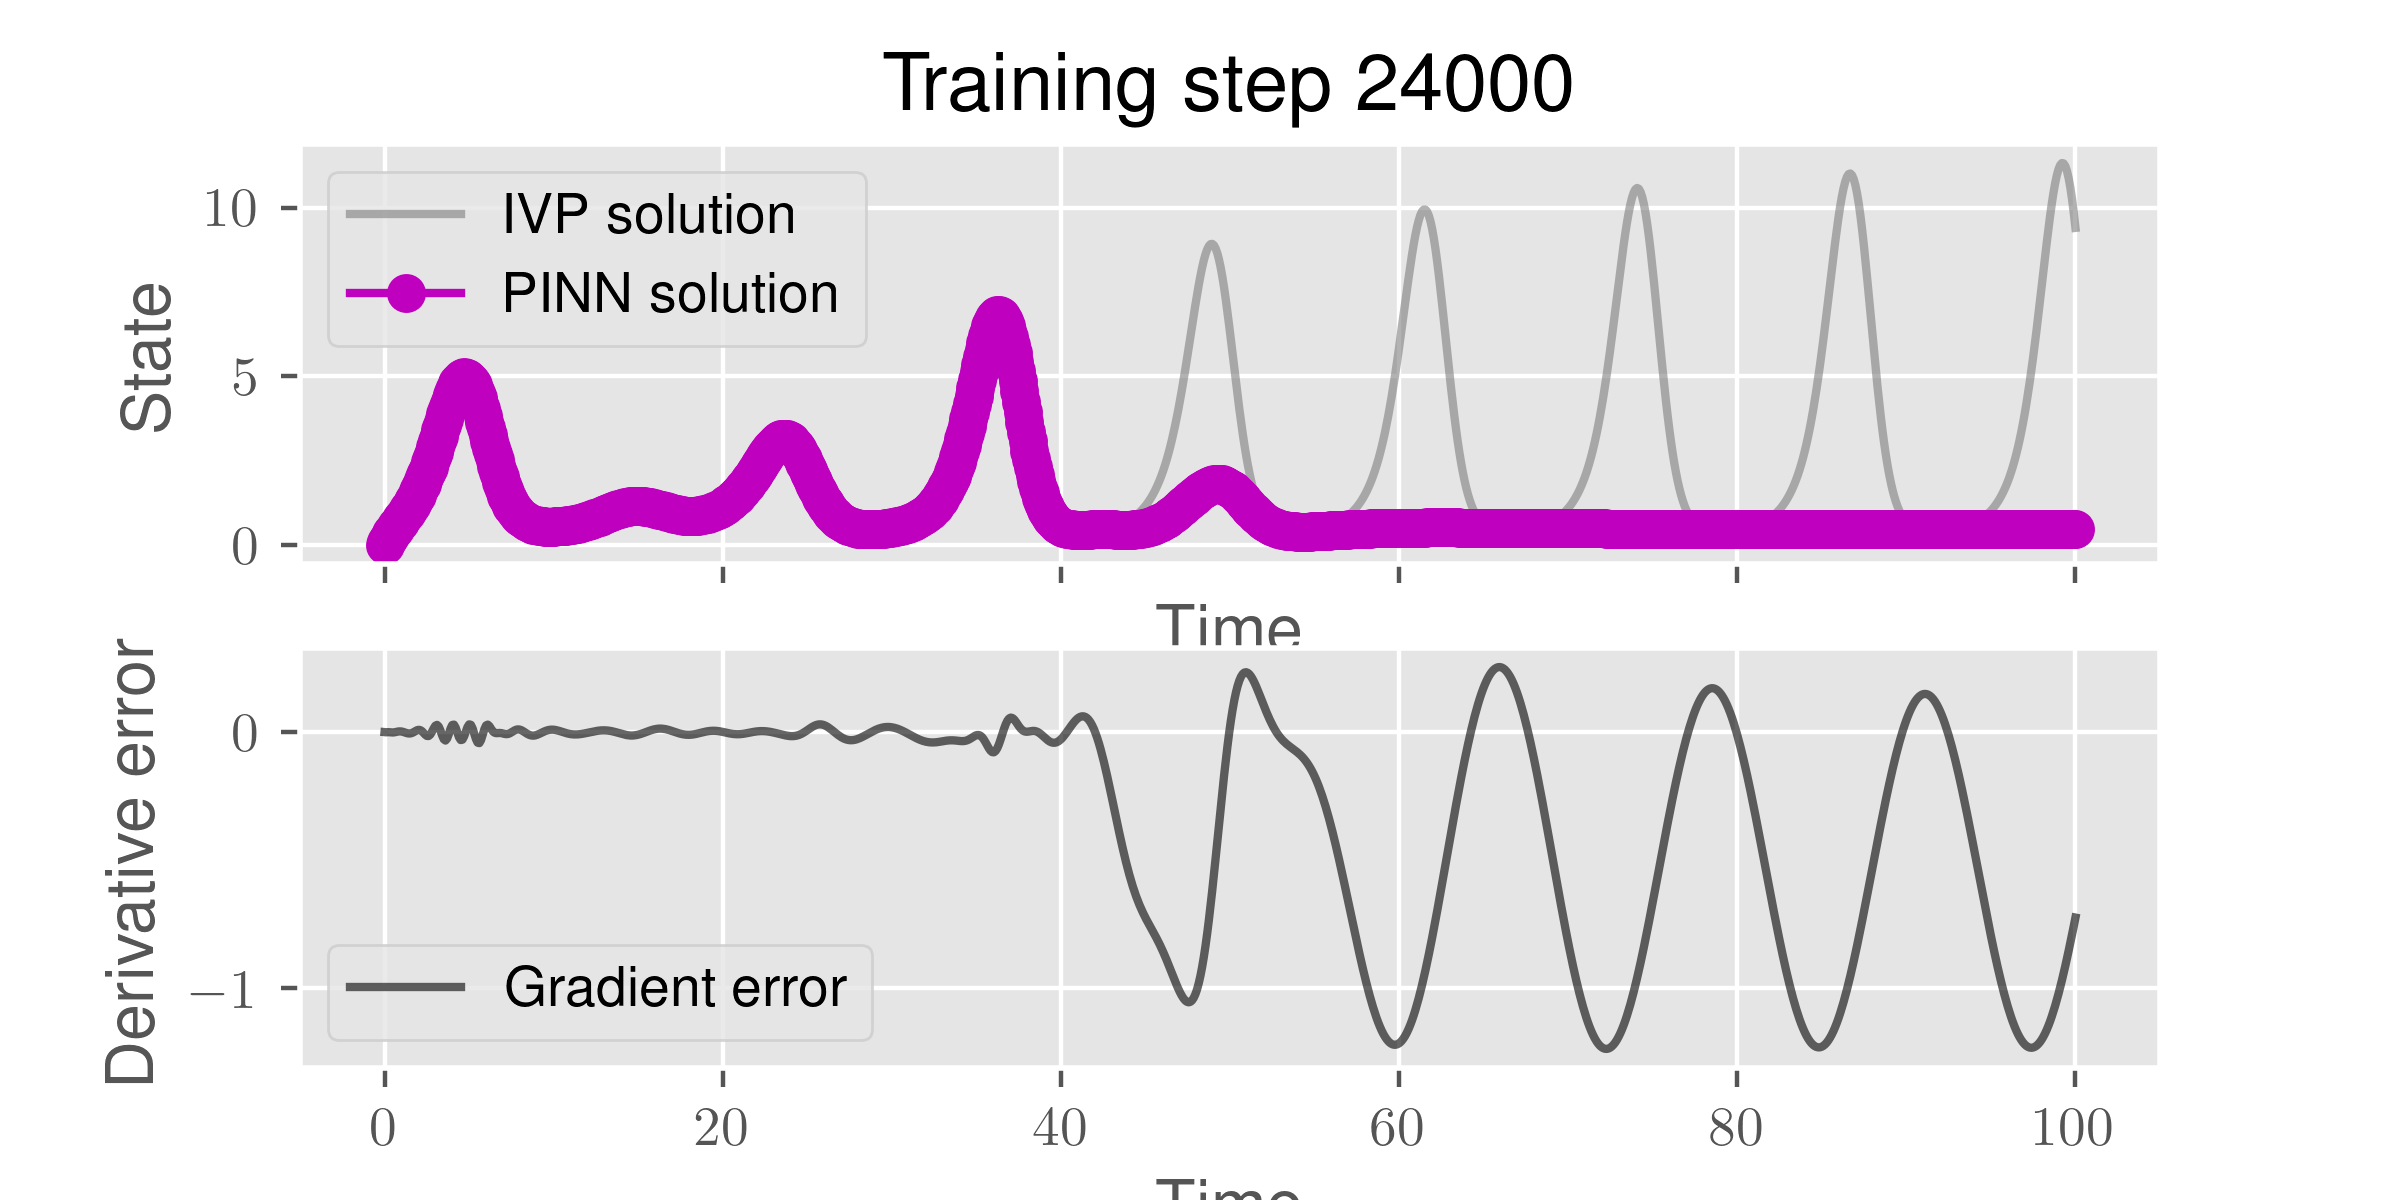 Training step 24000
10
5
0
State
IVP solution
PINN solution
Time
0
−1
Derivative error
Gradient error
0 20 40 60 80 100
Time